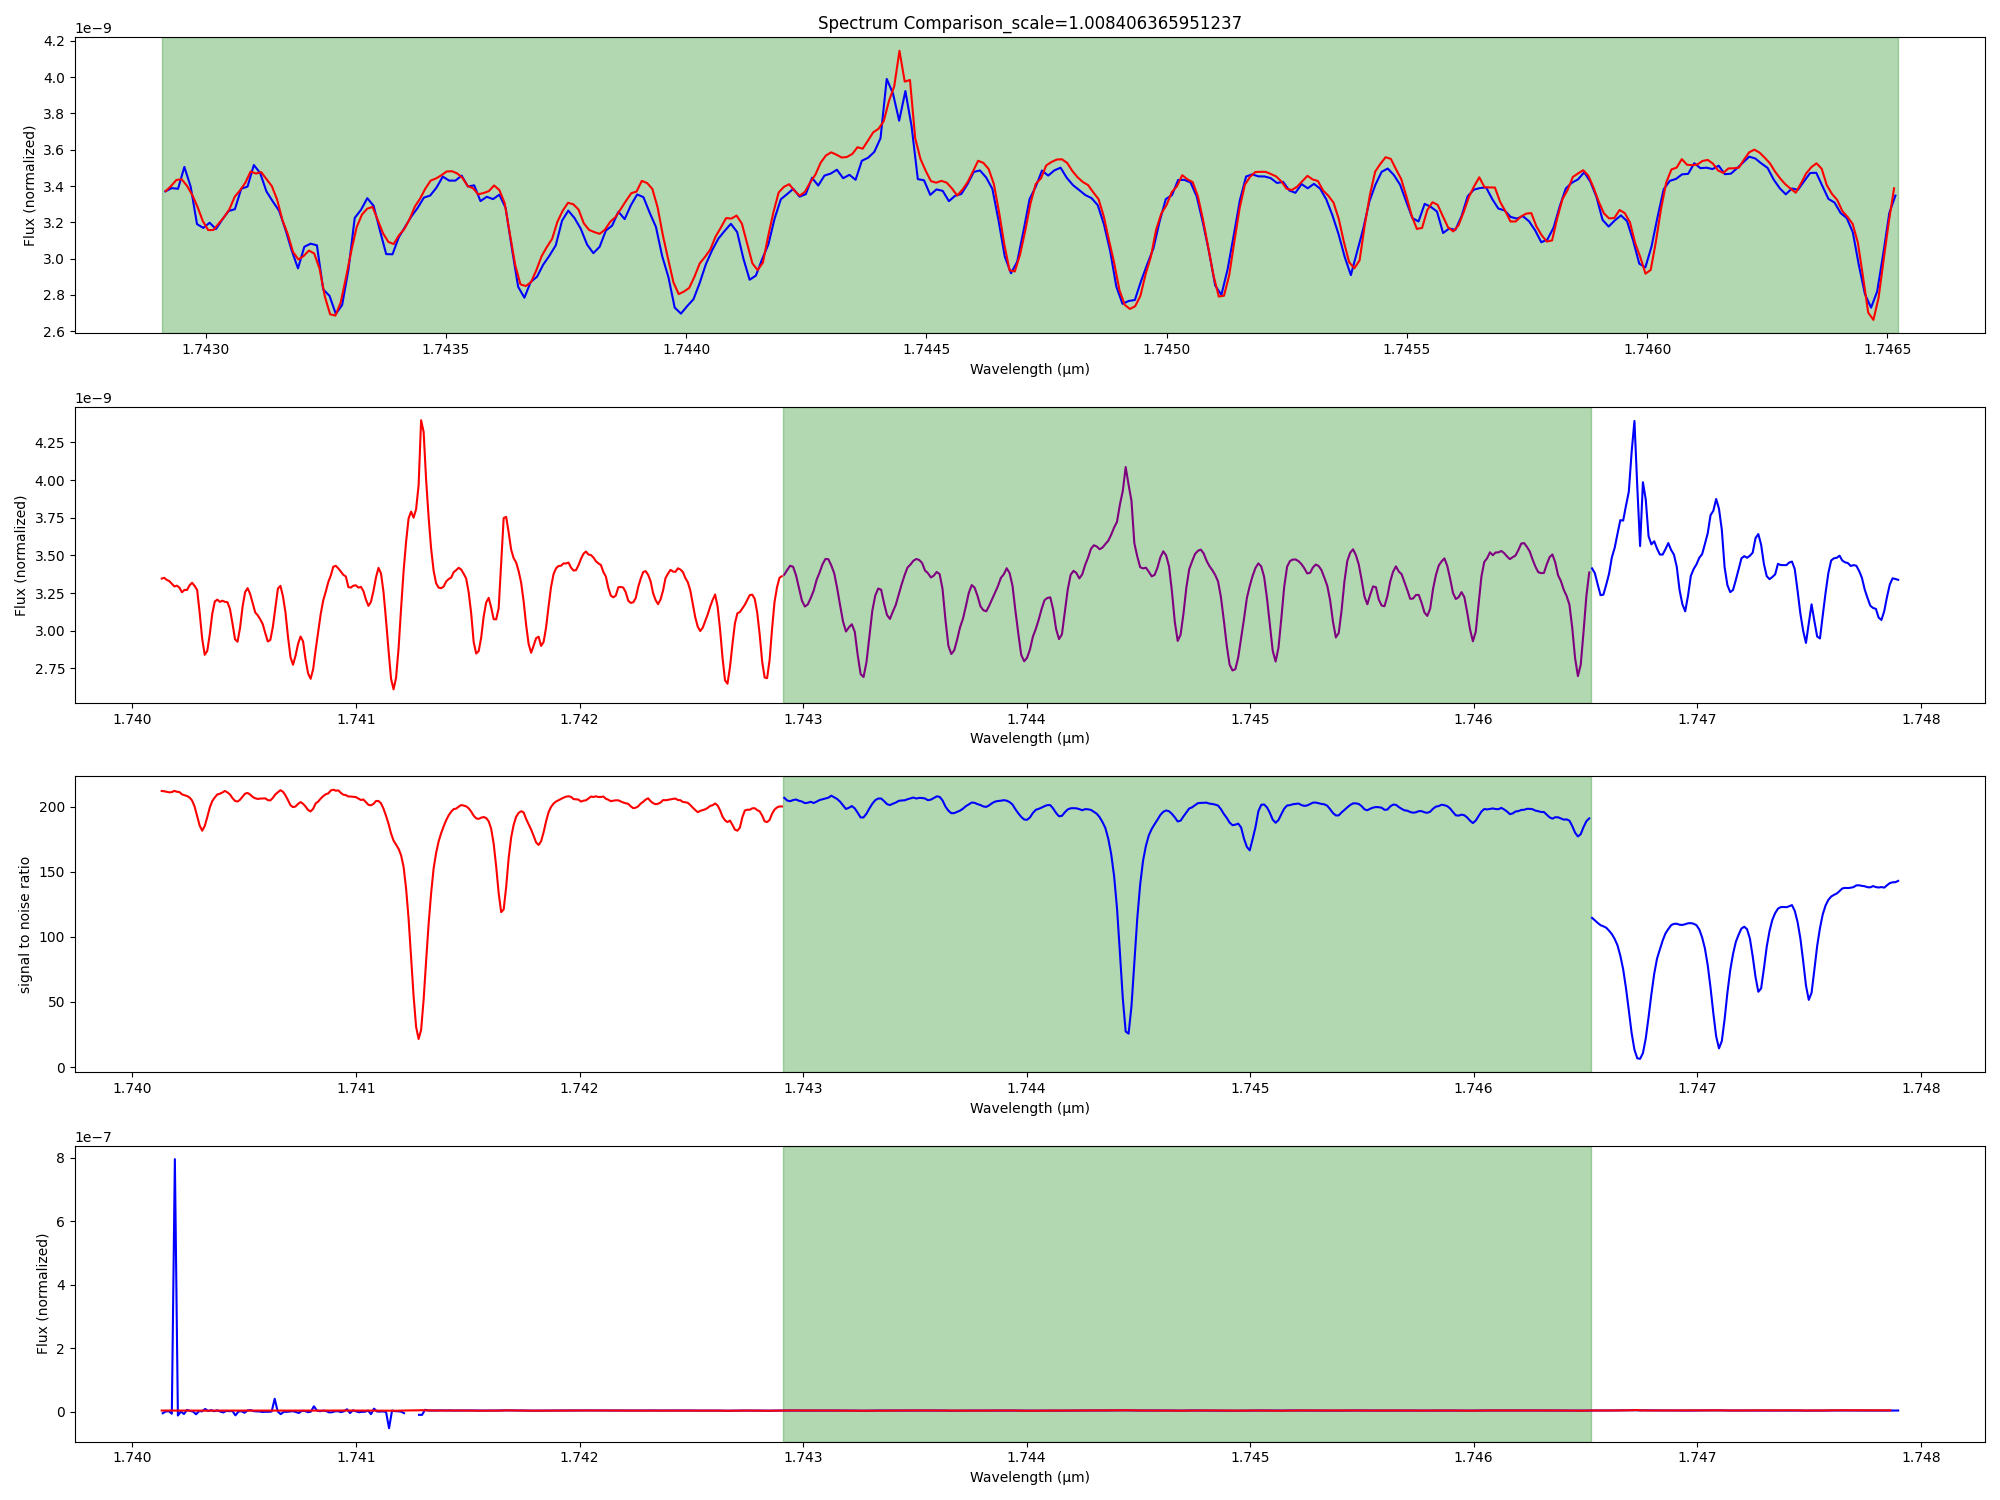 Spectrum Comparison_scale=1.008406365951237
1e−9
4.2
4.0
3.8
3.6
3.4
3.2
3.0
2.8
2.6
Flux (normalized)
1.7430 1.7435 1.7440 1.7445 1.7450 1.7455 1.7460 1.7465
Wavelength (μm)
1e−9
4.25
4.00
3.75
3.50
3.25
3.00
2.75
Flux (normalized)
1.740 1.741 1.742 1.743 1.744 1.745 1.746 1.747 1.748
Wavelength (μm)
200
150
100
50
0
signal to noise ratio
1.740 1.741 1.742 1.743 1.744 1.745 1.746 1.747 1.748
Wavelength (μm)
1e−7
8
6
4
2
0
Flux (normalized)
1.740 1.741 1.742 1.743 1.744 1.745 1.746 1.747 1.748
Wavelength (μm)